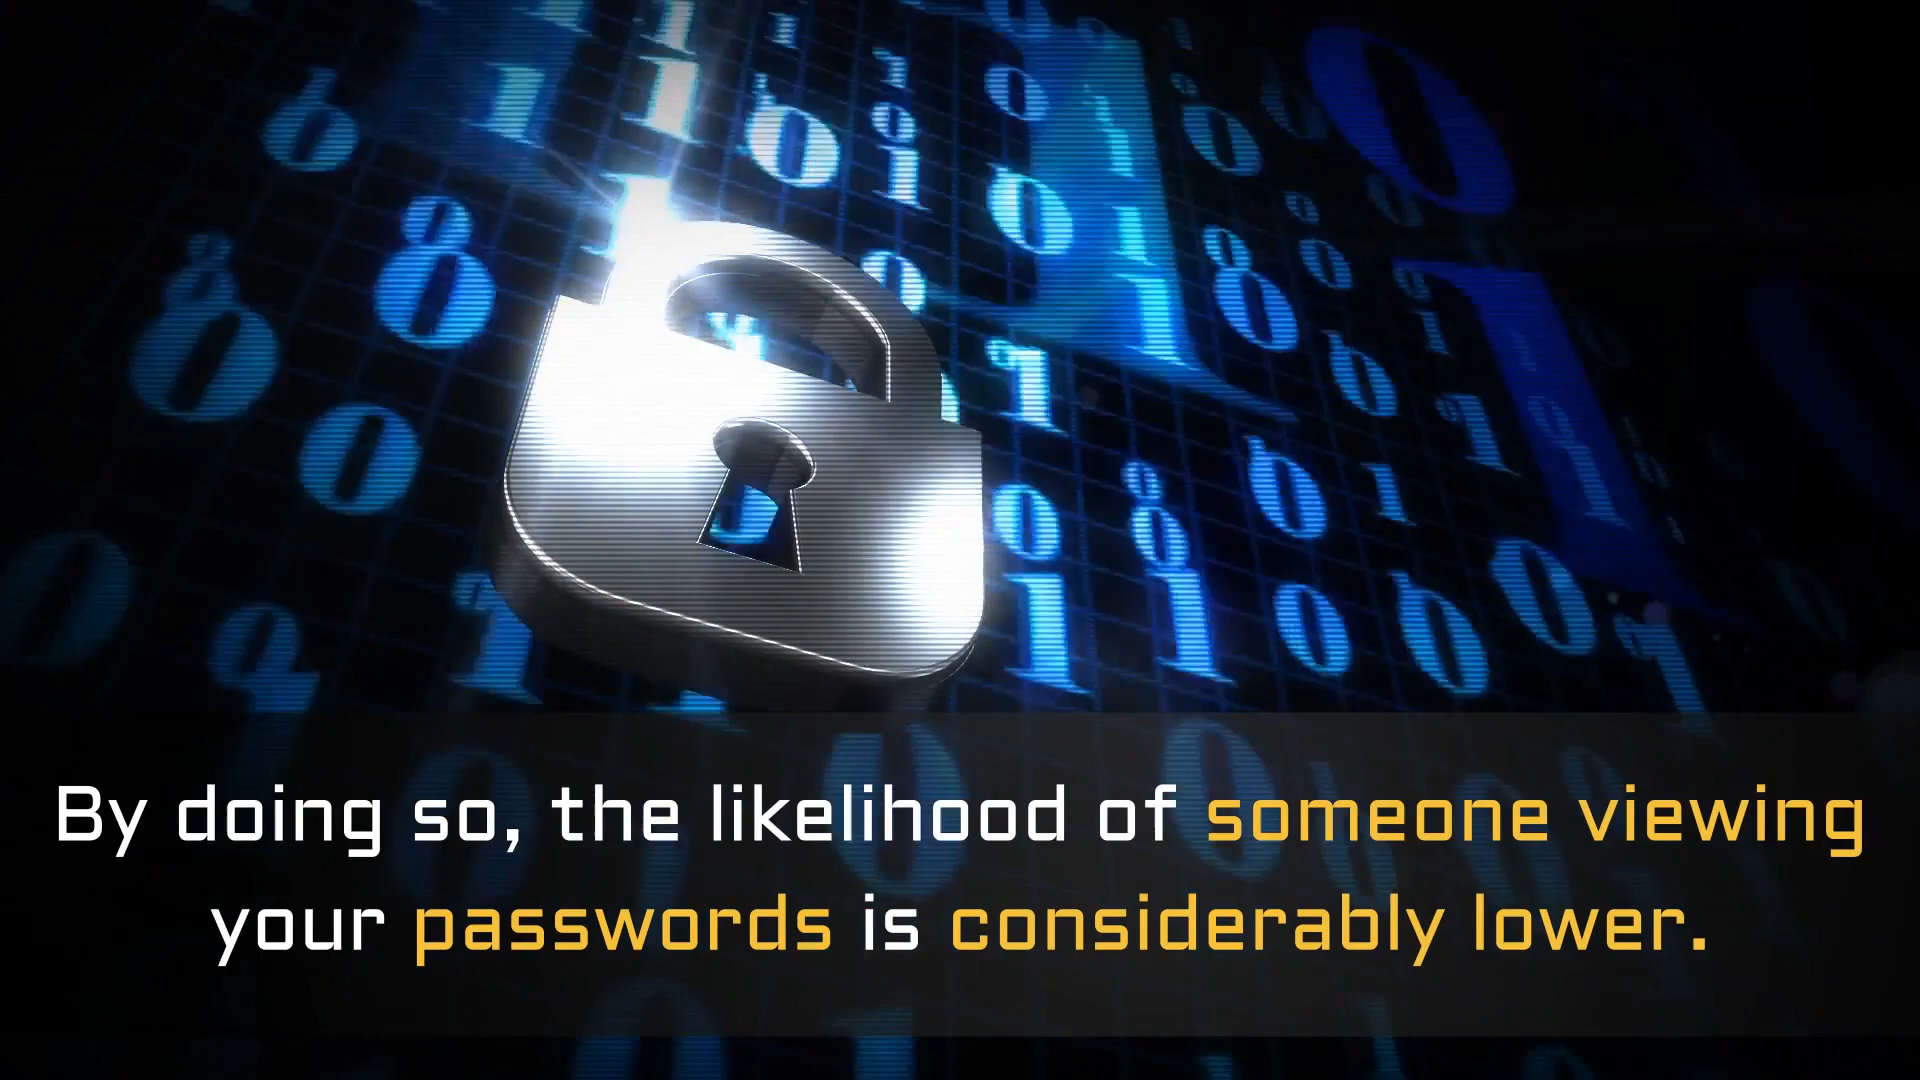 By doing so, the likelihood of someone viewing
your passwords is considerably lower.